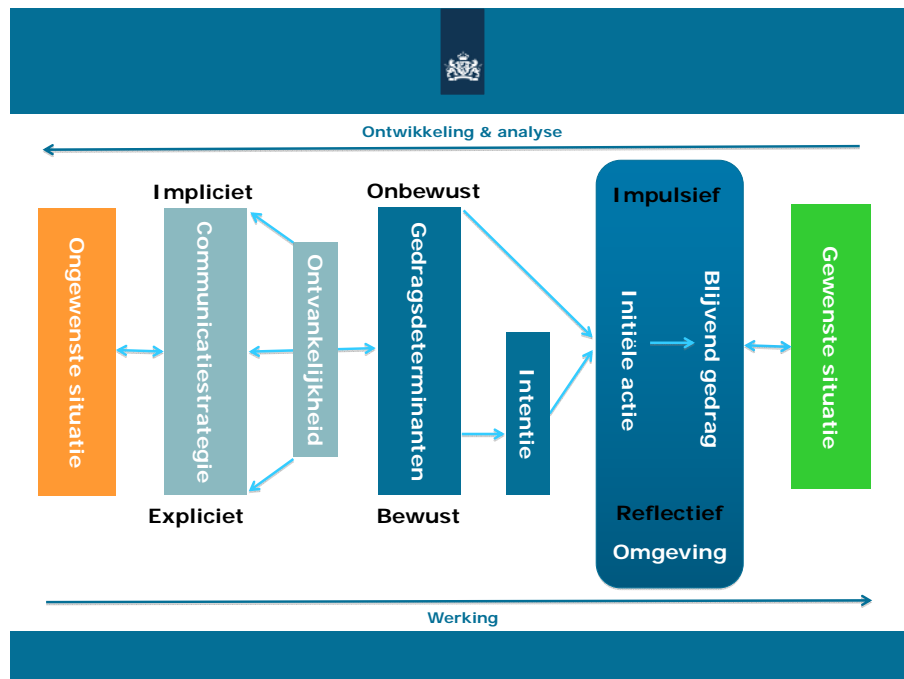 Ontwikkeling & analyse
Impliciet
Onbewust
Impulsief
Ongewenste situatie
Communicatiestrategie
Ontvankelijkheid
Gedragsdeterminanten
Intentie
Initiële actie
Blijvend gedrag
Gewenste situatie
Expliciet
Bewust
Reflectief
Omgeving
Werking